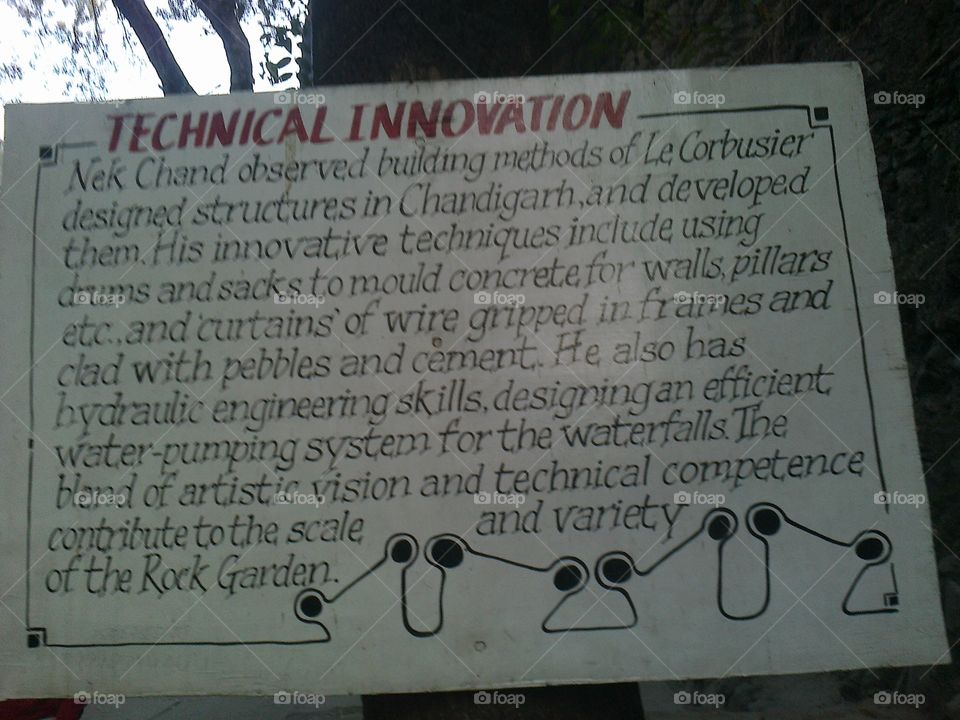 TECHNICAL INNOVATION
Nek Chand observed building methods of Le Corbusier
designed structures in Chandigarh, and developed
them. His innovative techniques include using
drums and sacks to mould concrete, for walls, pillars
etc., and 'curtains' of wire gripped in frames and
clad with pebbles and cement. He also has
hydraulic engineering skills, designing an efficient
water-pumping system for the waterfalls. The
blend of artistic vision and technical competence
contribute to the scale and variety
of the Rock Garden.